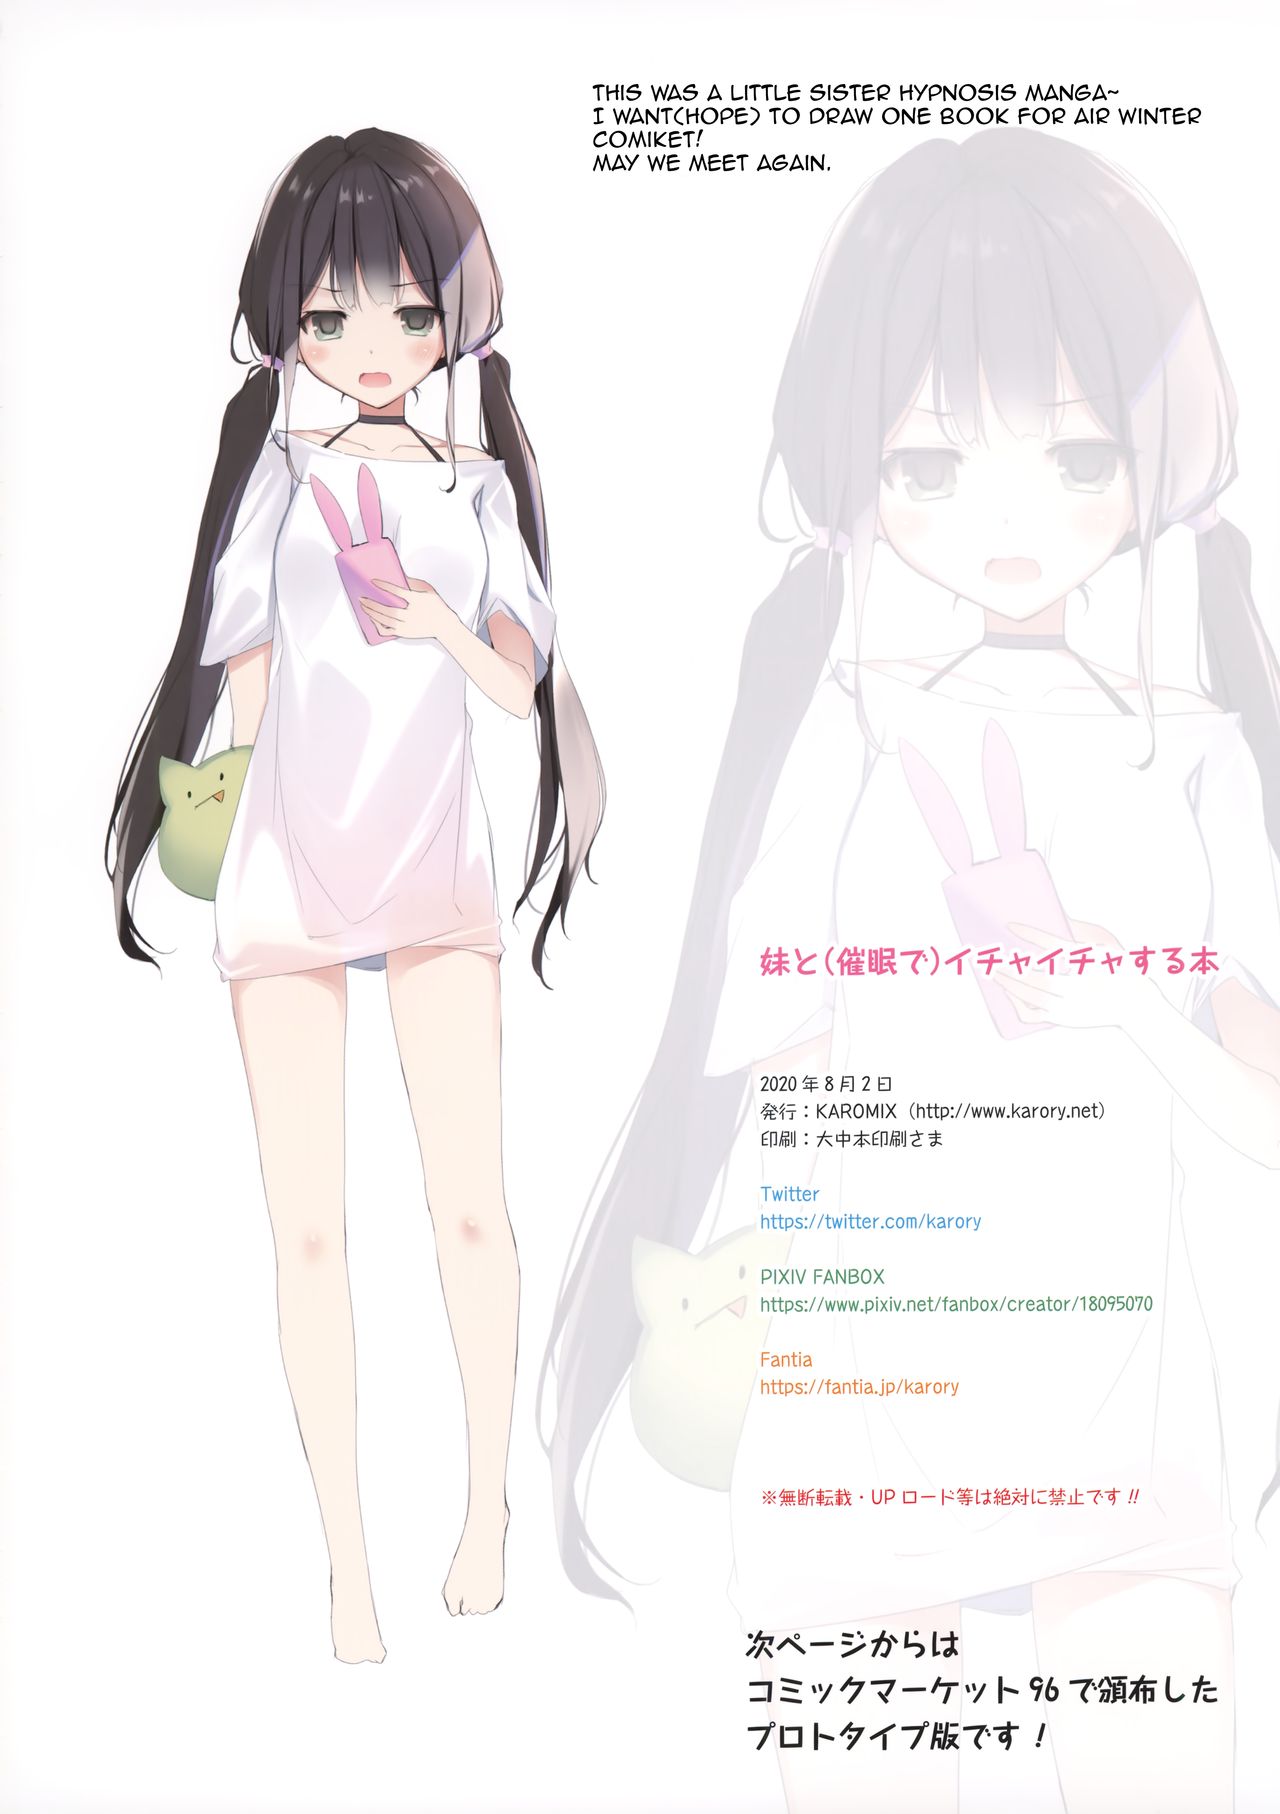 THIS WAS A LITTLE SISTER HYPNOSIS MANGA~
I WANT(HOPE) TO DRAW ONE BOOK FOR AIR WINTER
COMIKET!
MAY WE MEET AGAIN.
妹と(催眠で)イチャイチャする本
2020年8月2日
発行：KAROMIX（http://www.karory.net）
印刷：大中本印刷さま
Twitter
https://twitter.com/karory
PIXIV FANBOX
https://www.pixiv.net/fanbox/creator/18095070
Fantia
https://fantia.jp/karory
※無断転載・UPロード等は絶対に禁止です!!
次ページからは
コミックマーケット96で頒布した
プロトタイプ版です！